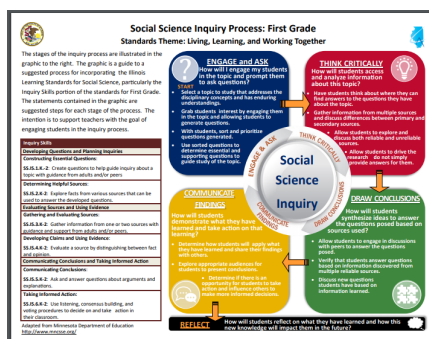 Social Science Inquiry Process: First Grade
Standards Theme: Living, Learning, and Working Together
The stages of the inquiry process are illustrated in
the graphic to the right. The graphic is a guide to a
suggested process for incorporating the Illinois
Learning Standards for Social Science, particularly the
Inquiry Skills portion of the standards for First Grade.
The statements contained in the graphic are
suggested steps for each stage of the process. The
intention is to support teachers with the goal of
engaging students in the inquiry process.
Inquiry Skills
Developing Questions and Planning Inquiries
Constructing Essential Questions:
SS.IS.1.K-2: Create questions to help guide inquiry about a
topic with guidance from adults and/or peers
Determining Helpful Sources:
SS.IS.2.K-2: Explore facts from various sources that can be
used to answer the developed questions.
Evaluating Sources and Using Evidence
Gathering and Evaluating Sources:
SS.IS.3.K-2: Gather information from one or two sources with
guidance and support from adults and/or peers.
Developing Claims and Using Evidence:
SS.IS.4.K-2: Evaluate a source by distinguishing between fact
and opinion.
Communicating Conclusions and Taking Informed Action
Communicating Conclusions:
SS.IS.5.K-2: Ask and answer questions about arguments and
explanations.
Taking Informed Action:
SS.IS.6.K-2: Use listening, consensus building, and
voting procedures to decide on and take action in
their classroom.
Adapted from Minnesota Department of Education
http://www.mncsse.org/
ENGAGE and ASK
How will I engage my students
in the topic and prompt them
to ask questions?
START
Select a topic to study that addresses the
disciplinary concepts and has enduring
understandings.
Grab students interest by engaging them
in the topic and allowing students to
generate questions.
With students, sort and prioritize
questions generated.
Use sorted questions to
determine essential and
supporting questions to
guide study of the topic.
THINK CRITICALLY
How will students access
and analyze information
about this topic?
Have students think about where they can
find answers to the questions they have
about the topic.
Gather information from multiple sources
and discuss differences between primary and
secondary sources.
Allow students to explore and
discuss both reliable and unreliable
sources.
Allow students to drive the
research do not simply
provide answers for them.
Social
Science
Inquiry
ENGAGE & ASK
THINK CRITICALLY
DRAW CONCLUSIONS
COMMUNICATE
FINDINGS
COMMUNICATE
FINDINGS
How will students
demonstrate what they have
learned and take action on that
learning?
Determine how students will apply what
they have learned and share their findings
with others.
Explore appropriate audiences for
students to present conclusions.
Determine if there is an
opportunity for students to take
action and influence others to
make more informed decisions.
DRAW CONCLUSIONS
How will students
synthesize ideas to answer
the questions posed based on
sources used?
Allow students to engage in discussions
with peers to answer the questions
posed.
Verify that students answer questions
based on information discovered from
multiple reliable sources.
Discuss new questions
students have based on
information learned.
REFLECT
How will students reflect on what they have learned and how this
new knowledge will impact them in the future?